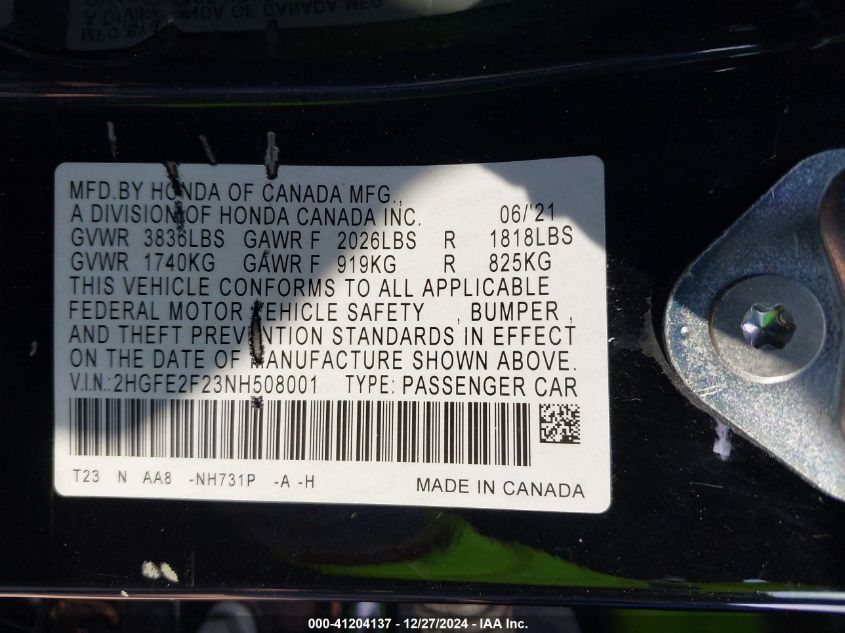 MFD.BY HONDA OF CANADA MFG.,
A DIVISION OF HONDA CANADA INC. 06/'21
GVWR 3836LBS GAWR F 2026LBS R 1818LBS
GVWR 1740KG GAWR F 919KG R 825KG
THIS VEHICLE CONFORMS TO ALL APPLICABLE
FEDERAL MOTOR VEHICLE SAFETY , BUMPER ,
AND THEFT PREVENTION STANDARDS IN EFFECT
ON THE DATE OF MANUFACTURE SHOWN ABOVE.
V.I.N.:2HGFE2F23NH508001 TYPE: PASSENGER CAR
T23 N AA8 -NH731P -A -H
MADE IN CANADA
000-41204137 - 12/27/2024 - IAA Inc.